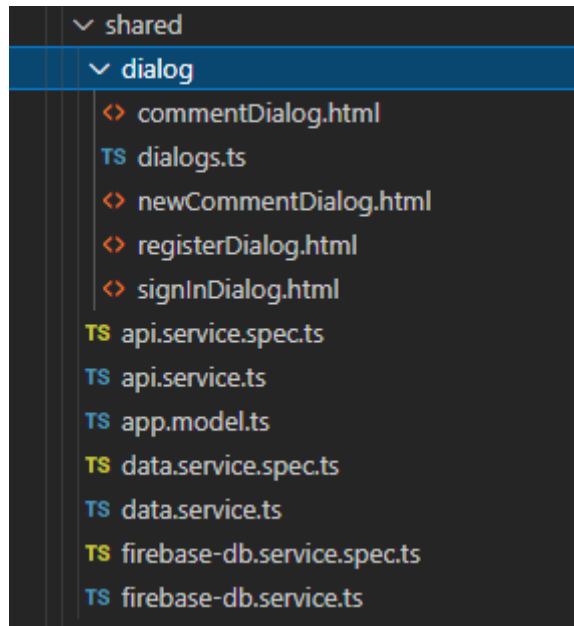 shared
dialog
<> commentDialog.html
TS dialogs.ts
<> newCommentDialog.html
<> registerDialog.html
<> signInDialog.html
TS api.service.spec.ts
TS api.service.ts
TS app.model.ts
TS data.service.spec.ts
TS data.service.ts
TS firebase-db.service.spec.ts
TS firebase-db.service.ts